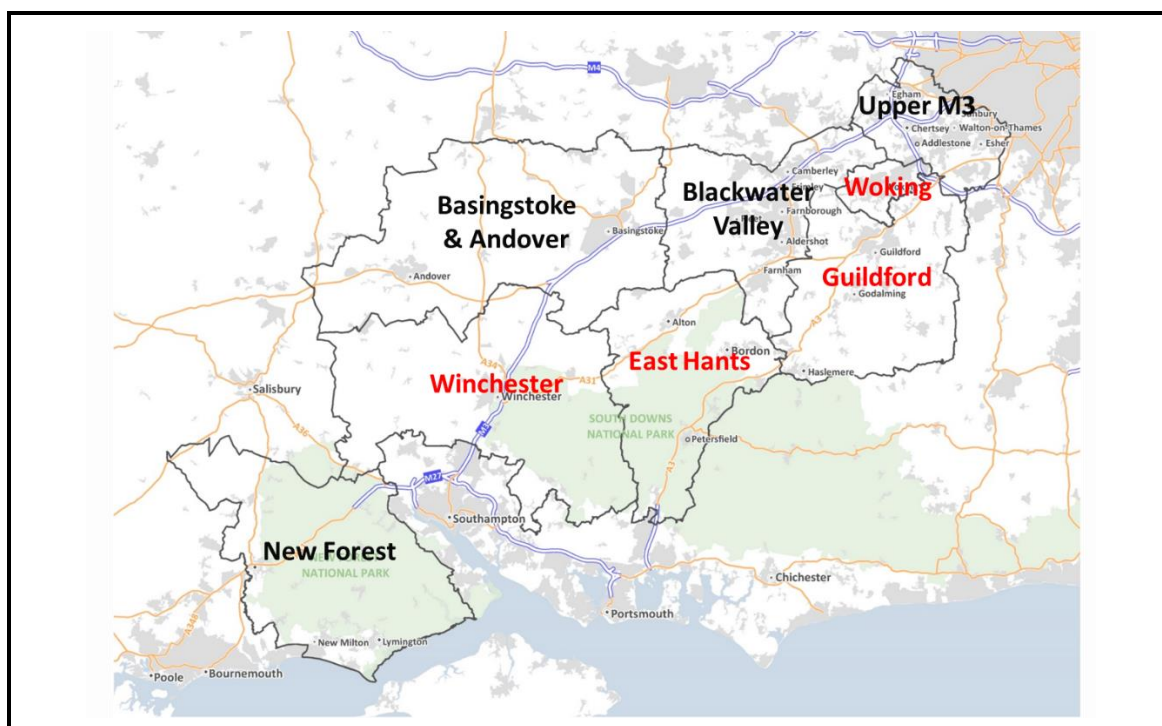 M4
Egham
Upper M3
Chertsey
Walton-on-Thames
Addlestone
Esher
Camberley
Woking
Blackwater
Valley
Farnborough
Basingstoke
& Andover
Basingstoke
Aldershot
Guildford
Farnham
Andover
Guildford
Godalming
A3
Alton
East Hants
Bordon
A34
A31
Haslemere
Winchester
Winchester
Salisbury
SOUTH DOWNS
NATIONAL PARK
A36
Petersfield
A3
M27
Southampton
New Forest
NATIONAL PARK
Chichester
Portsmouth
New Milton
Lymington
Poole
Bournemouth